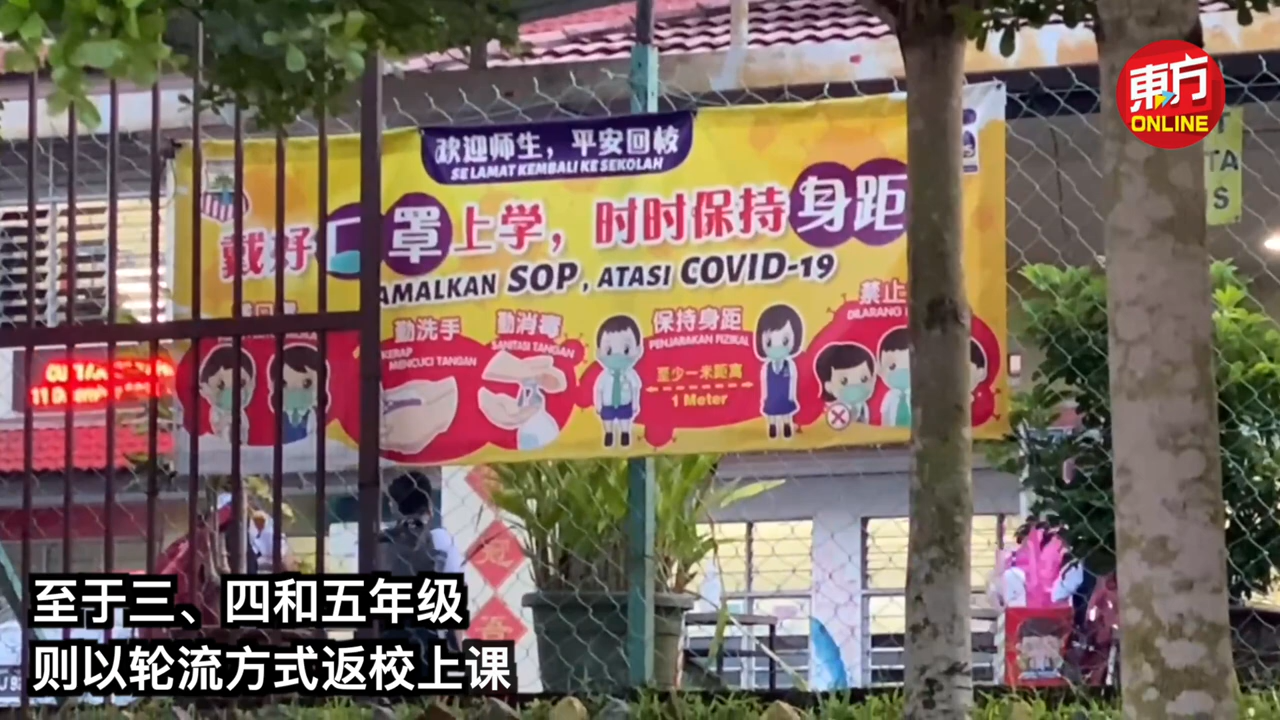 東方
ONLINE
欢迎师生，平安回校
SELAMAT KEMBALI KE SEKOLAH
戴好口罩上学，时时保持身距
AMALKAN SOP, ATASI COVID-19
勤洗手
KERAP MENCUCI TANGAN
勤消毒
SANITASI TANGAN
保持身距
PENJARAKAN FIZIKAL
至少一米距离
1 Meter
禁止
DILARANG
至于三、四和五年级
则以轮流方式返校上课